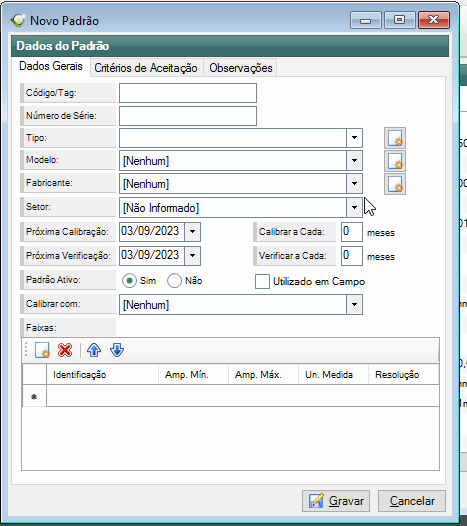 Novo Padrão
Dados do Padrão
Dados Gerais Critérios de Aceitação Observações
Código/Tag:
Número de Série:
Tipo:
Modelo: [Nenhum]
Fabricante: [Nenhum]
Setor: [Não Informado]
Próxima Calibração: 03/09/2023 Calibrar a Cada: 0 meses
Próxima Verificação: 03/09/2023 Verificar a Cada: 0 meses
Padrão Ativo: Sim Não Utilizado em Campo
Calibrar com: [Nenhum]
Faixas:
Identificação Amp. Mín. Amp. Máx. Un. Medida Resolução
Gravar Cancelar